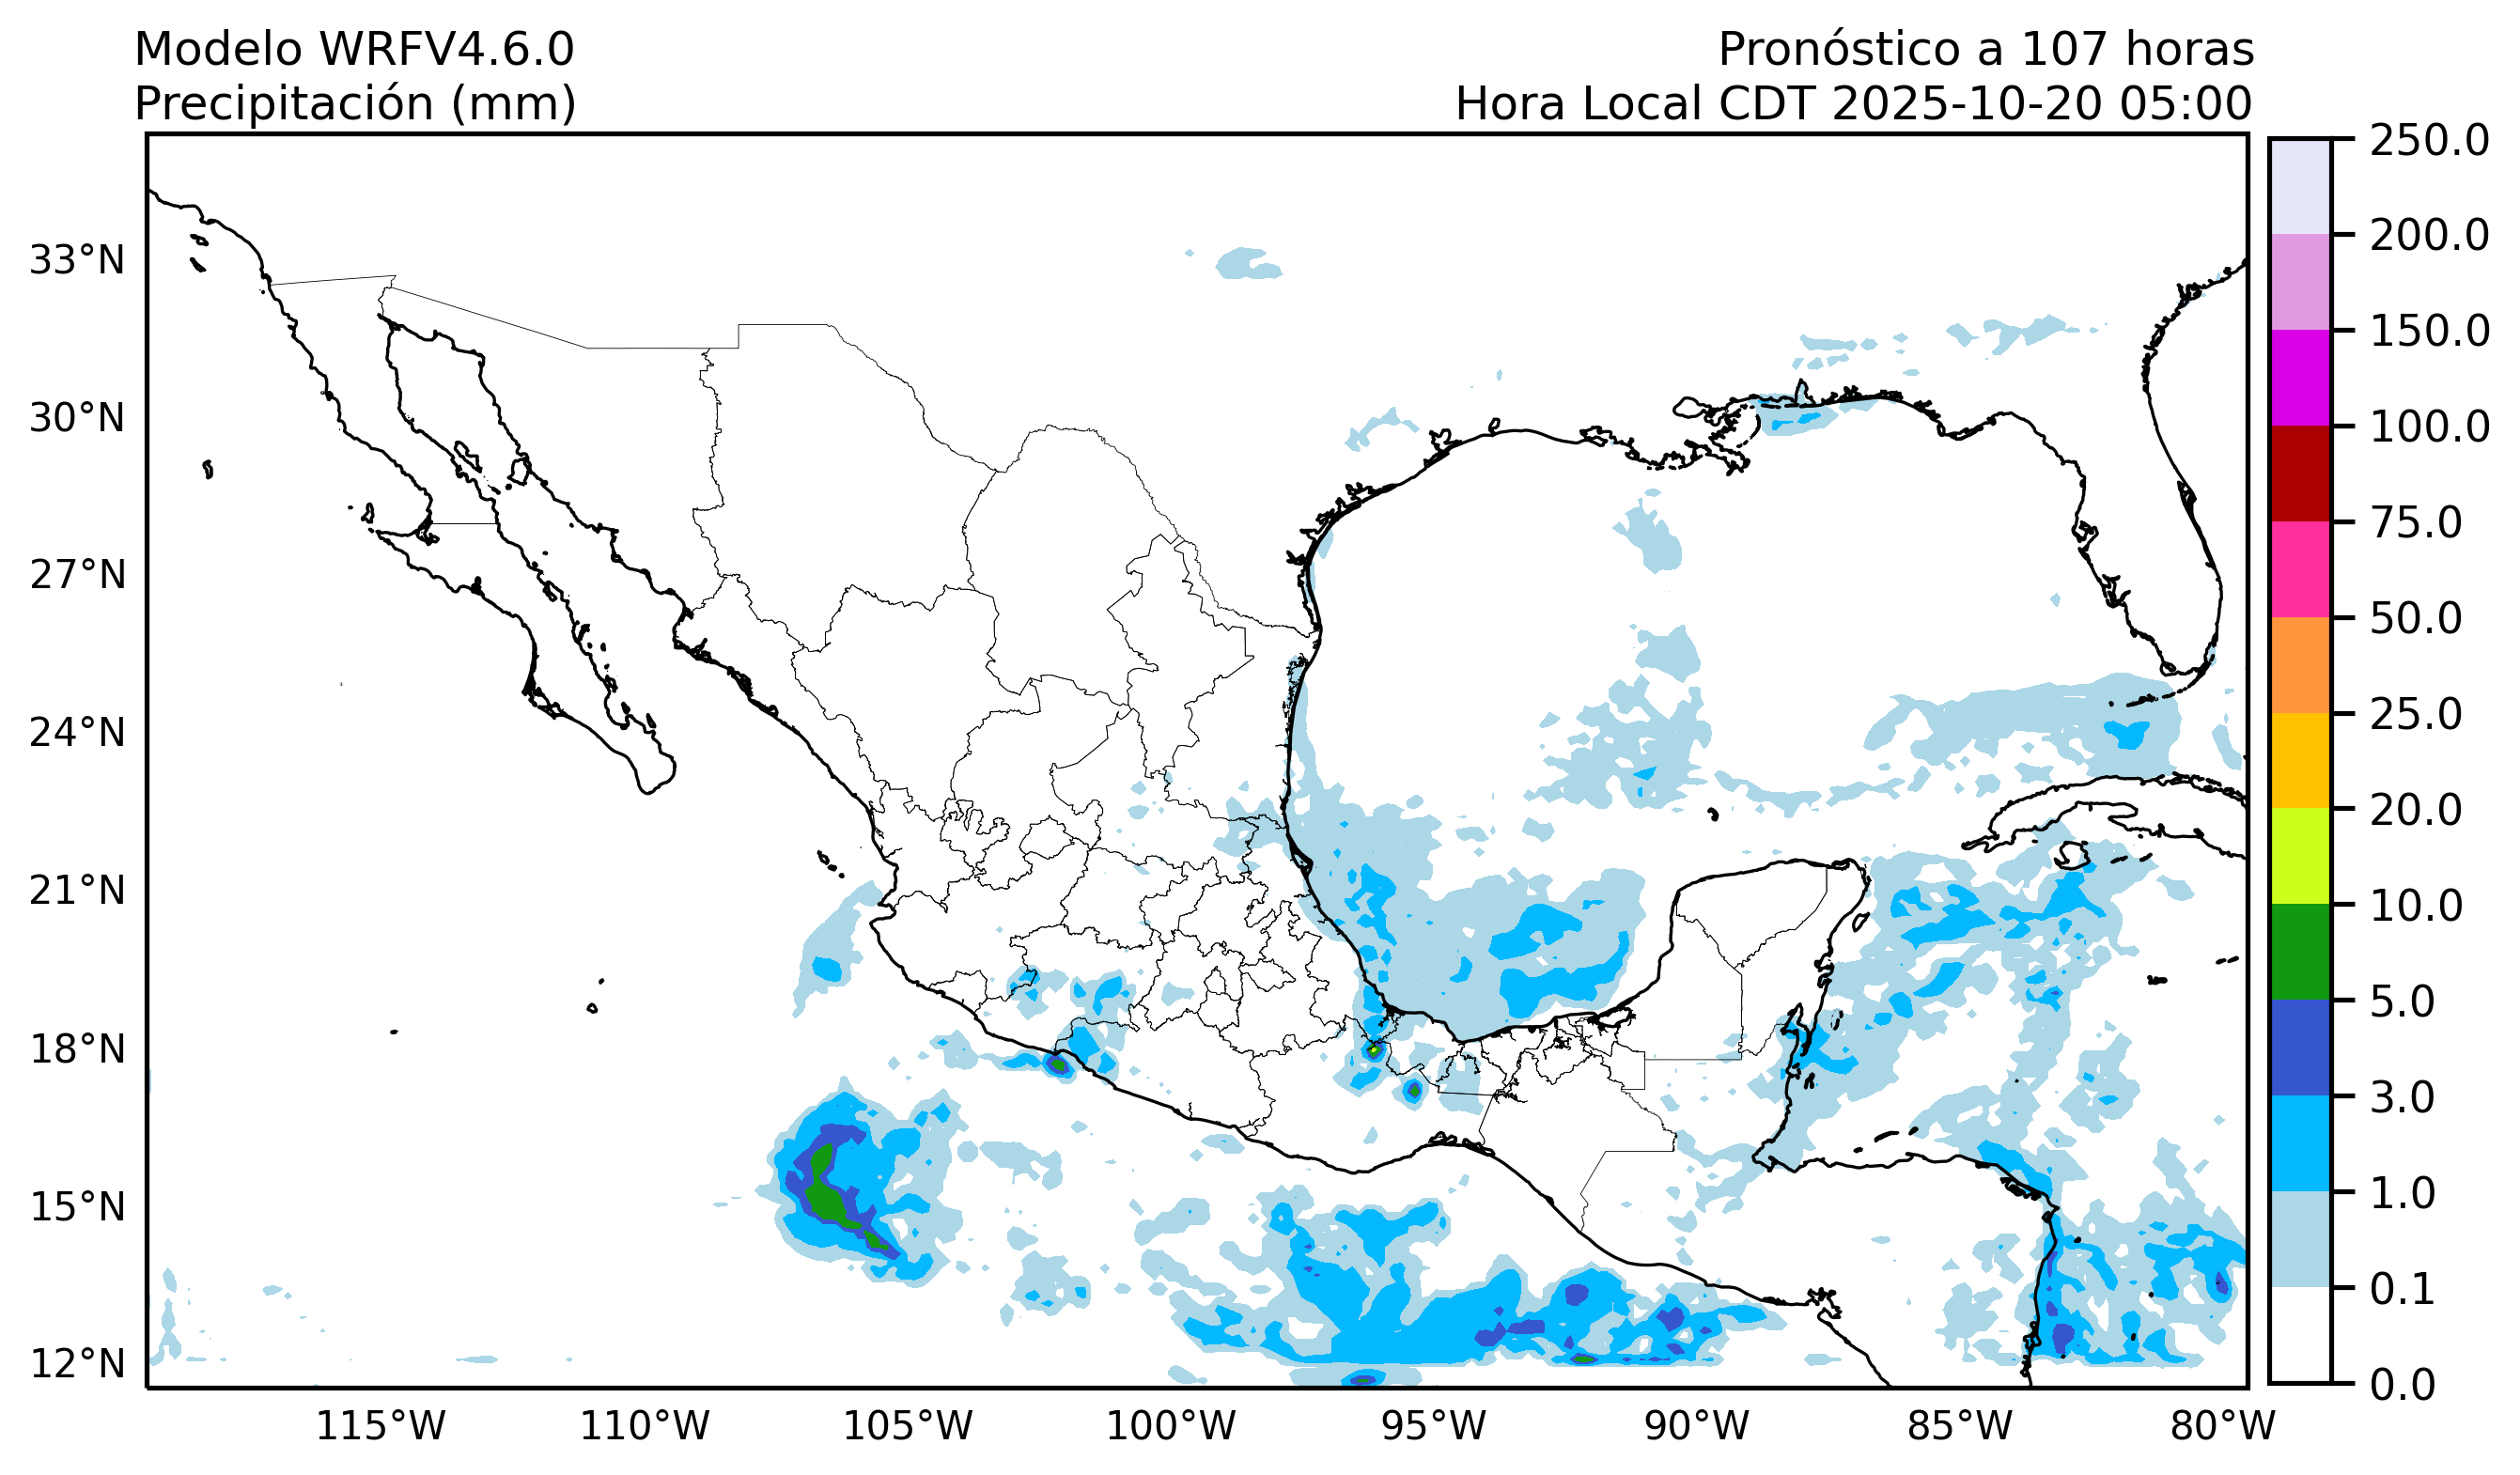 Modelo WRFV4.6.0
Precipitación (mm)
Pronóstico a 107 horas
Hora Local CDT 2025-10-20 05:00
33°N
30°N
27°N
24°N
21°N
18°N
15°N
12°N
115°W
110°W
105°W
100°W
95°W
90°W
85°W
80°W
250.0
200.0
150.0
100.0
75.0
50.0
25.0
20.0
10.0
5.0
3.0
1.0
0.1
0.0